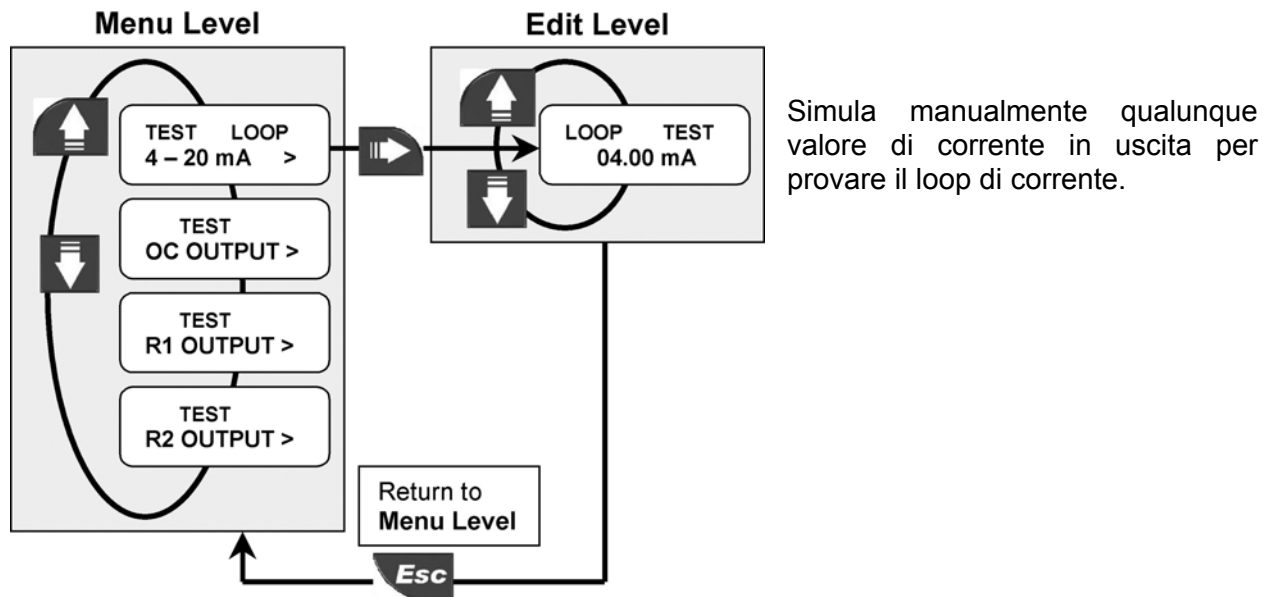 Menu Level
Edit Level
TEST LOOP
4 – 20 mA >
TEST
OC OUTPUT >
TEST
R1 OUTPUT >
TEST
R2 OUTPUT >
LOOP TEST
04.00 mA
Simula manualmente qualunque
valore di corrente in uscita per
provare il loop di corrente.
Return to
Menu Level
Esc